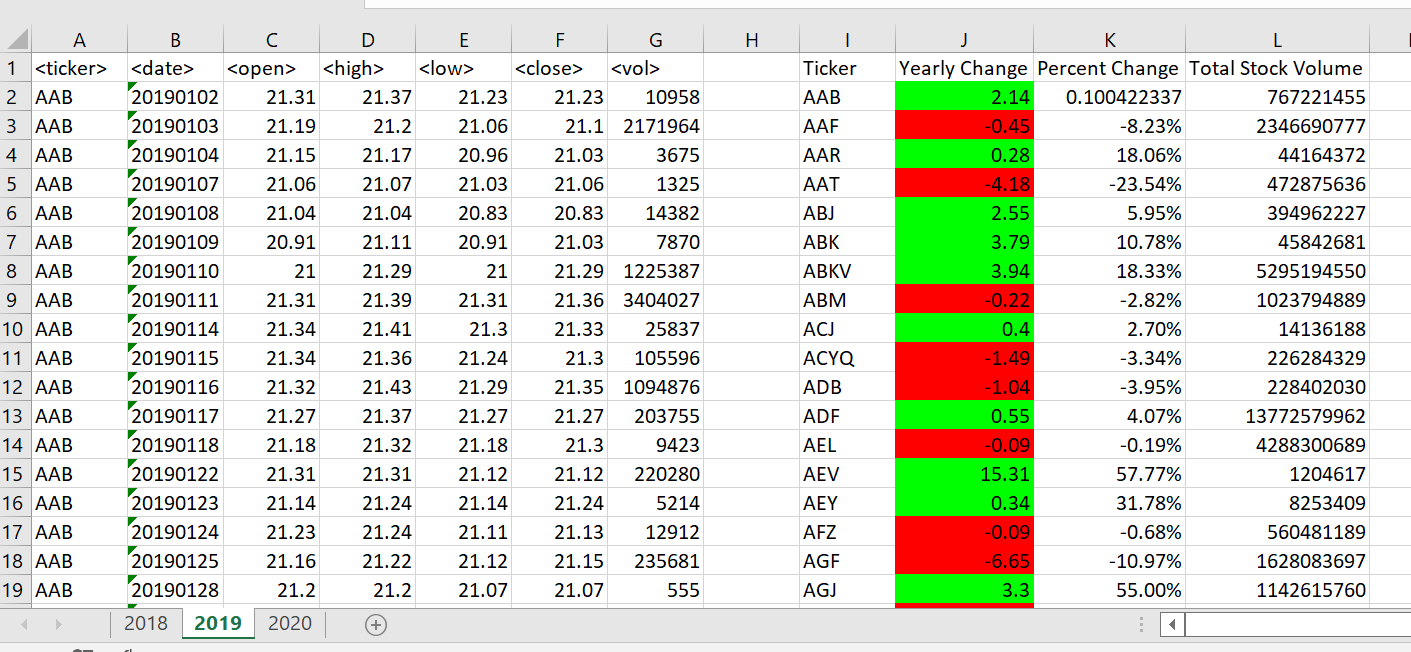 A B C D E F G H I J K L
1 <ticker> <date> <open> <high> <low> <close> <vol> Ticker Yearly Change Percent Change Total Stock Volume
2 AAB 20190102 21.31 21.37 21.23 21.23 10958 AAB 2.14 0.100422337 767221455
3 AAB 20190103 21.19 21.2 21.06 21.1 2171964 AAF -0.45 -8.23% 2346690777
4 AAB 20190104 21.15 21.17 20.96 21.03 3675 AAR 0.28 18.06% 44164372
5 AAB 20190107 21.06 21.07 21.03 21.06 1325 AAT -4.18 -23.54% 472875636
6 AAB 20190108 21.04 21.04 20.83 20.83 14382 ABJ 2.55 5.95% 394962227
7 AAB 20190109 20.91 21.11 20.91 21.03 7870 ABK 3.79 10.78% 45842681
8 AAB 20190110 21 21.29 21 21.29 1225387 ABKV 3.94 18.33% 5295194550
9 AAB 20190111 21.31 21.39 21.31 21.36 3404027 ABM -0.22 -2.82% 1023794889
10 AAB 20190114 21.34 21.41 21.3 21.33 25837 ACJ 0.4 2.70% 14136188
11 AAB 20190115 21.34 21.36 21.24 21.3 105596 ACYQ -1.49 -3.34% 226284329
12 AAB 20190116 21.32 21.43 21.29 21.35 1094876 ADB -1.04 -3.95% 228402030
13 AAB 20190117 21.27 21.37 21.27 21.27 203755 ADF 0.55 4.07% 13772579962
14 AAB 20190118 21.18 21.32 21.18 21.3 9423 AEL -0.09 -0.19% 4288300689
15 AAB 20190122 21.31 21.31 21.12 21.12 220280 AEV 15.31 57.77% 1204617
16 AAB 20190123 21.14 21.24 21.14 21.24 5214 AEY 0.34 31.78% 8253409
17 AAB 20190124 21.23 21.24 21.11 21.13 12912 AFZ -0.09 -0.68% 560481189
18 AAB 20190125 21.16 21.22 21.12 21.15 235681 AGF -6.65 -10.97% 1628083697
19 AAB 20190128 21.2 21.2 21.07 21.07 555 AGJ 3.3 55.00% 1142615760
2018 2019 2020